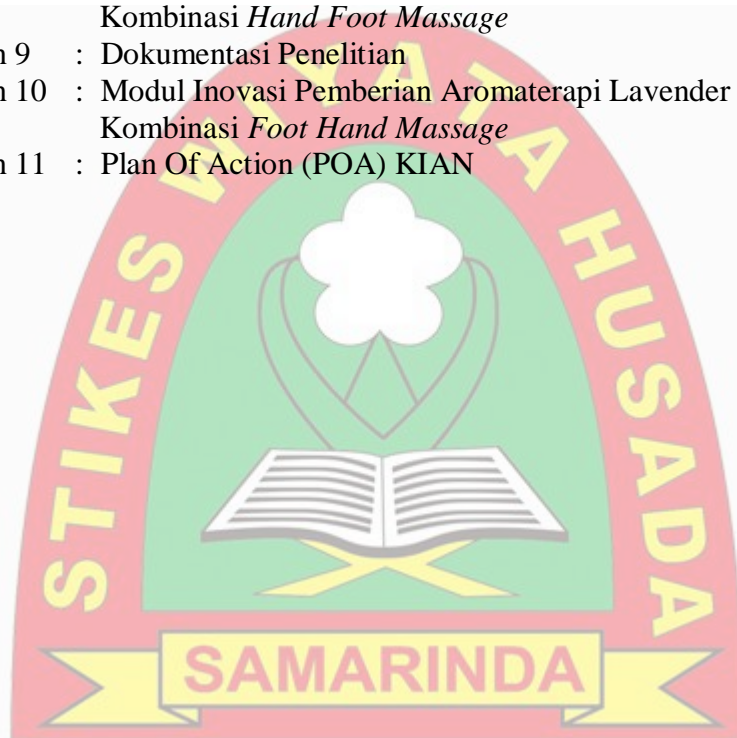 Kombinasi Hand Foot Massage
n 9 : Dokumentasi Penelitian
n 10 : Modul Inovasi Pemberian Aromaterapi Lavender
Kombinasi Foot Hand Massage
n 11 : Plan Of Action (POA) KIAN
STIKES WIYATA HUSADA
SAMARINDA